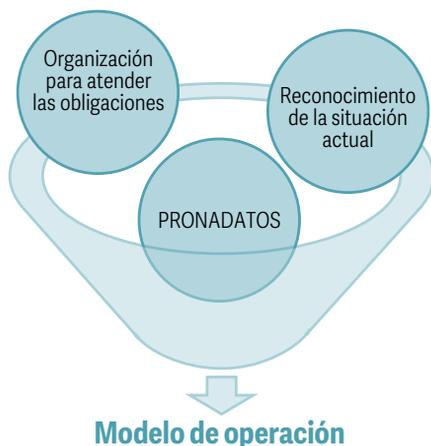 Organización
para atender
las obligaciones
Reconocimiento
de la situación
actual
PRONADATOS
Modelo de operación